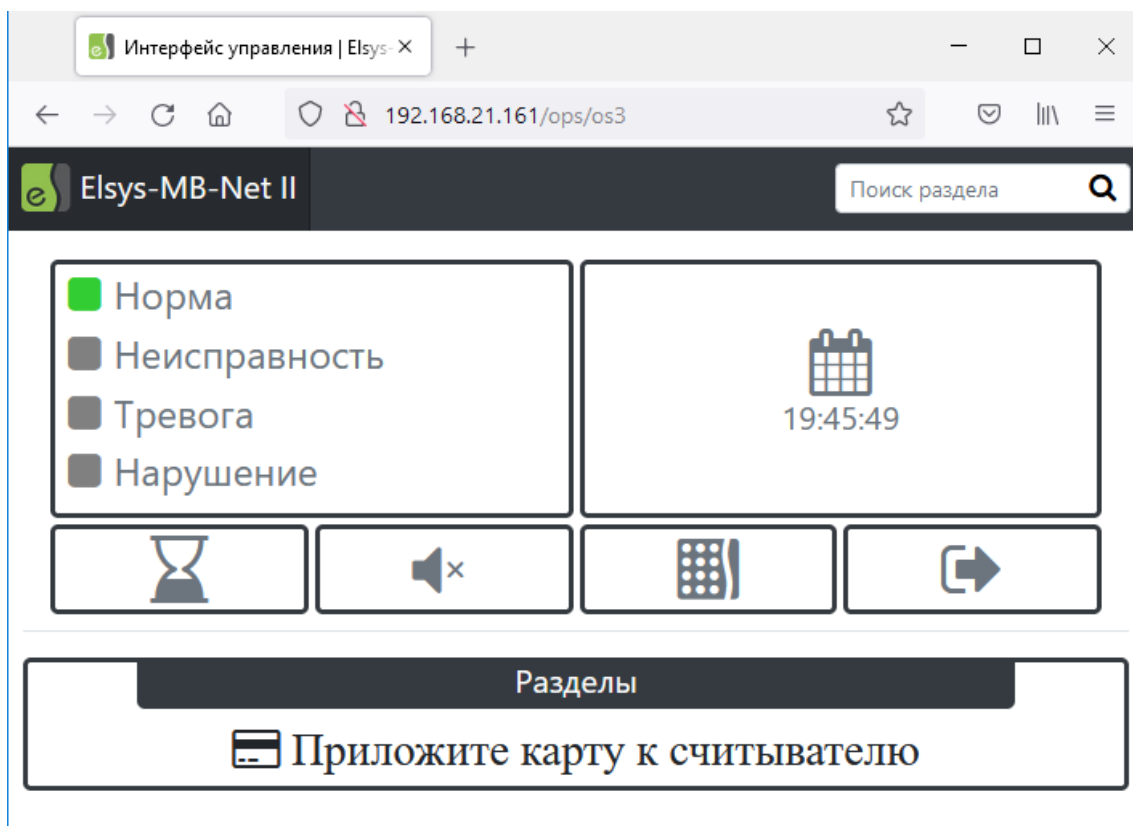 Интерфейс управления | Elsys-
192.168.21.161/ops/os3
Elsys-MB-Net II
Поиск раздела
Норма
Неисправность
Тревога
Нарушение
19:45:49
Разделы
Приложите карту к считывателю